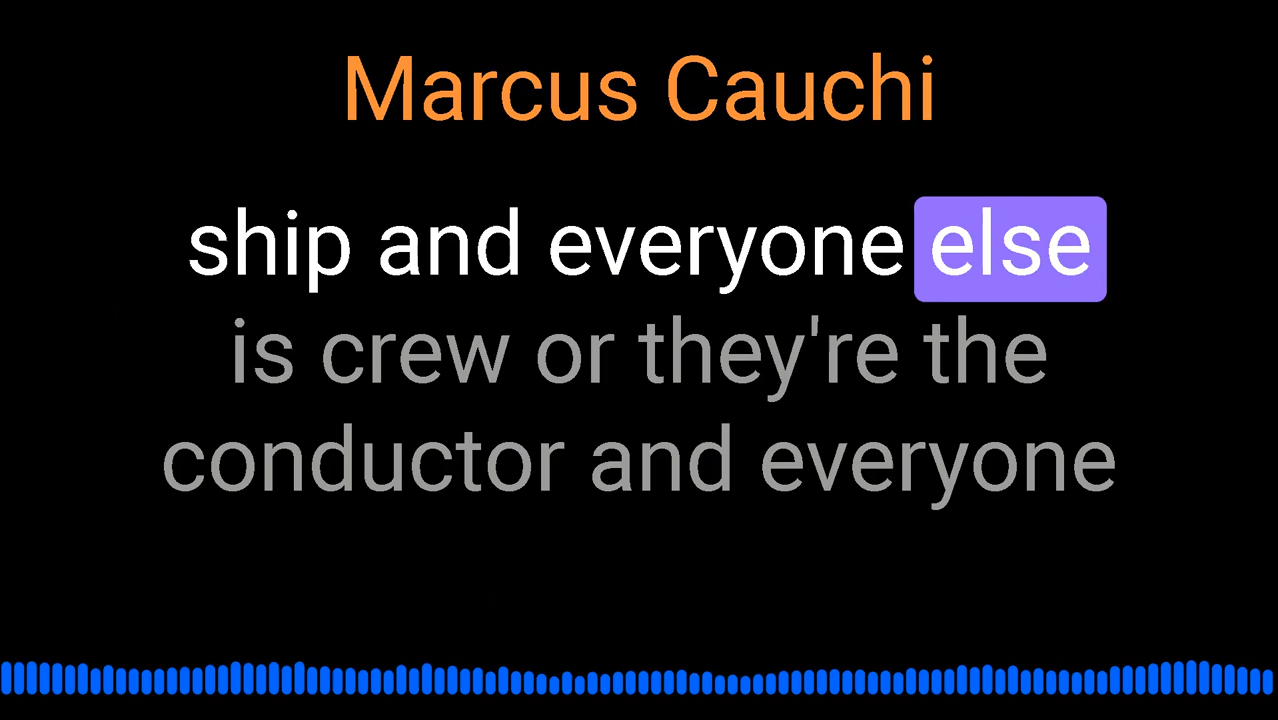 Marcus Cauchi
ship and everyone else
is crew or they're the
conductor and everyone